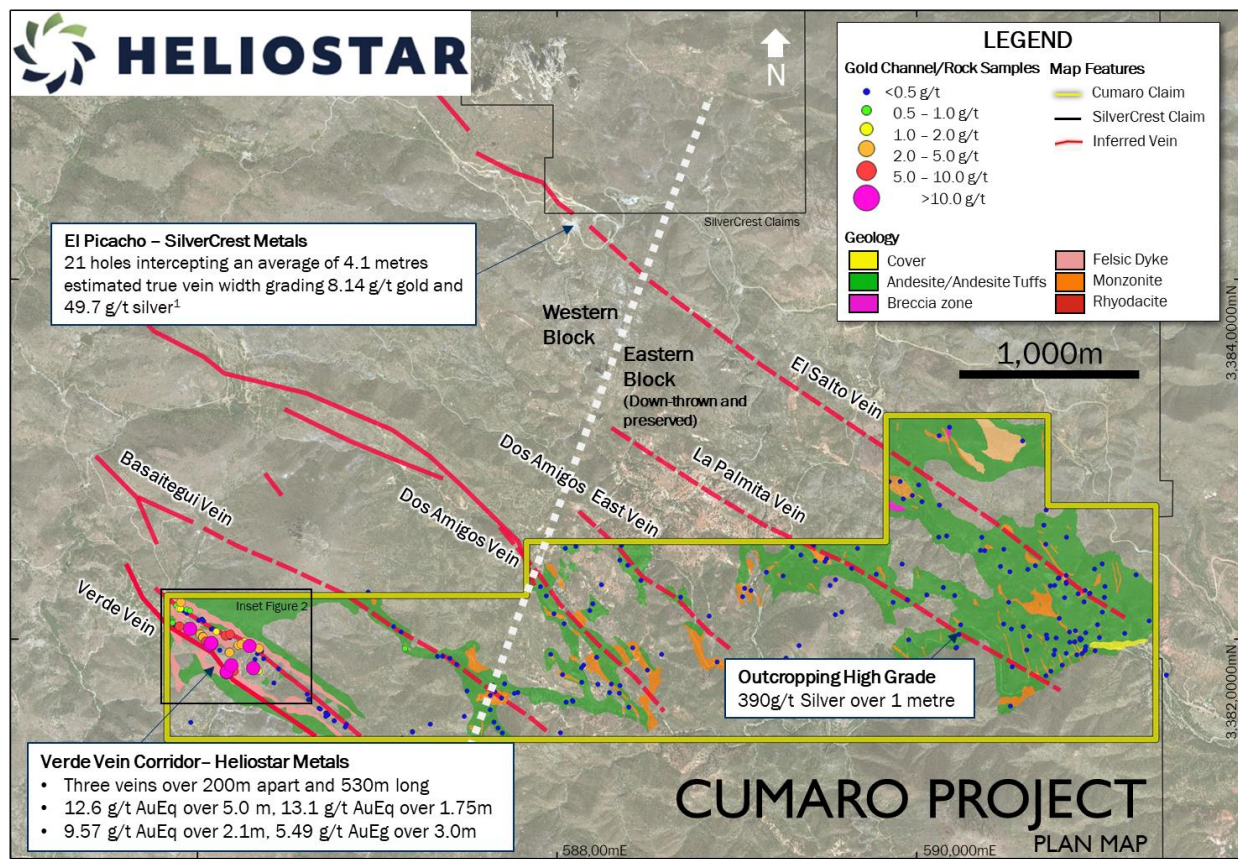 HELIOSTAR
N
LEGEND
Gold Channel/Rock Samples
<0.5 g/t
0.5 – 1.0 g/t
1.0 – 2.0 g/t
2.0 – 5.0 g/t
5.0 – 10.0 g/t
>10.0 g/t
Map Features
Cumaro Claim
SilverCrest Claim
Inferred Vein
Geology
Cover
Andesite/Andesite Tuffs
Breccia zone
Felsic Dyke
Monzonite
Rhyodacite
SilverCrest Claims
El Picacho – SilverCrest Metals
21 holes intercepting an average of 4.1 metres
estimated true vein width grading 8.14 g/t gold and
49.7 g/t silver¹
Western
Block
Eastern
Block
(Down-thrown and
preserved)
1,000m
3,384,0000mN
El Salto Vein
La Palmita Vein
Dos Amigos East Vein
Dos Amigos Vein
Basaitegui Vein
Verde Vein
Inset Figure 2
Outcropping High Grade
390g/t Silver over 1 metre
3,382,0000mN
Verde Vein Corridor– Heliostar Metals
• Three veins over 200m apart and 530m long
• 12.6 g/t AuEq over 5.0 m, 13.1 g/t AuEq over 1.75m
• 9.57 g/t AuEq over 2.1m, 5.49 g/t AuEg over 3.0m
CUMARO PROJECT
PLAN MAP
588,00mE
590,000mE